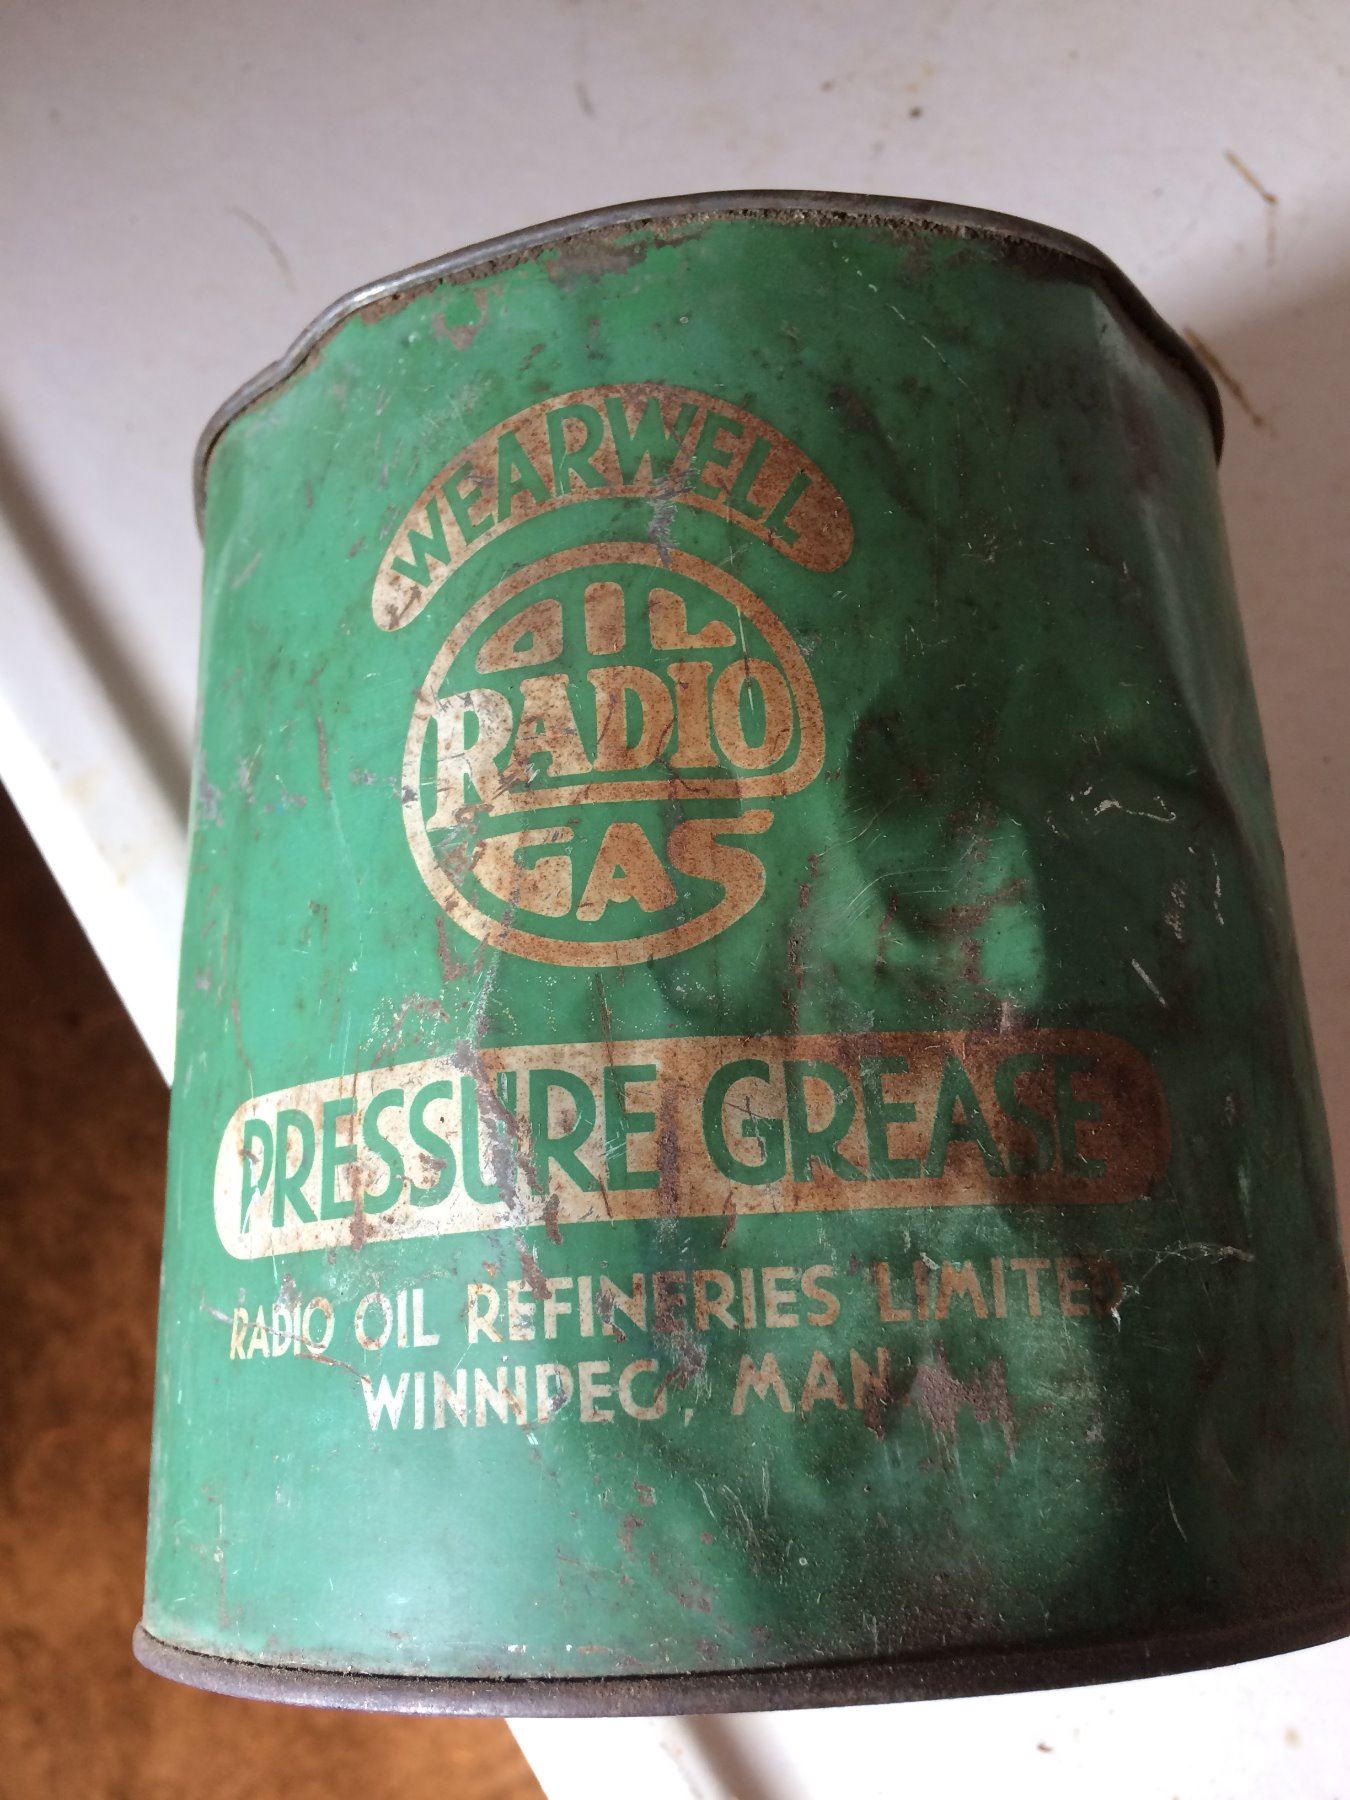 WEARWELL
OIL
RADIO
GAS
PRESSURE GREASE
RADIO OIL REFINERIES LIMITED
WINNIPEG, MAN.